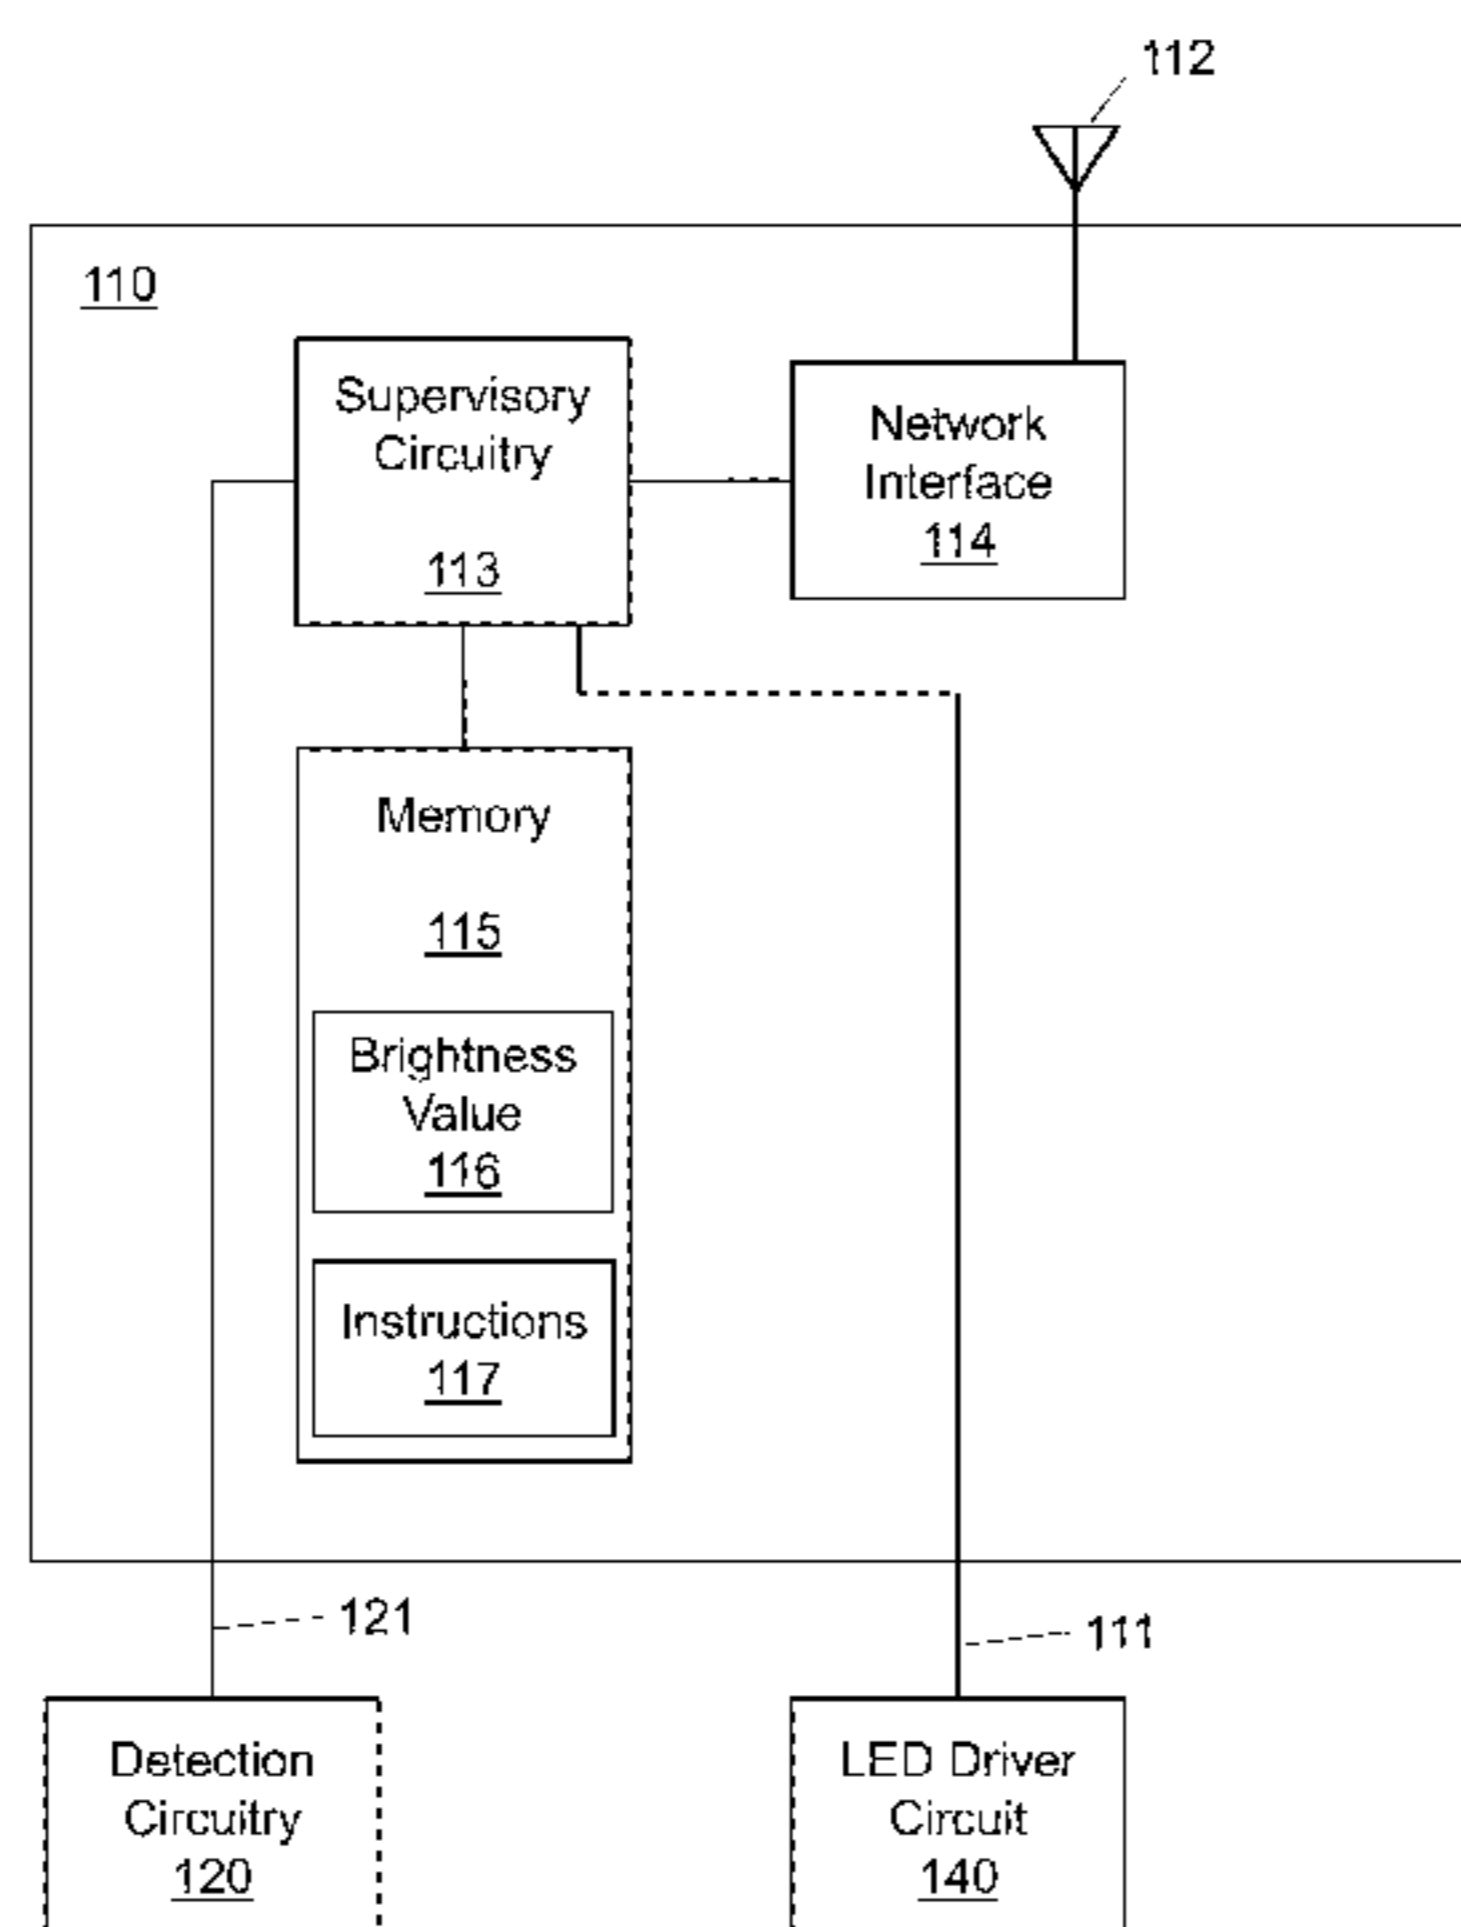 112
110
Supervisory
Circuitry
113
Network
Interface
114
Memory
115
Brightness
Value
116
Instructions
117
121
111
Detection
Circuitry
120
LED Driver
Circuit
140